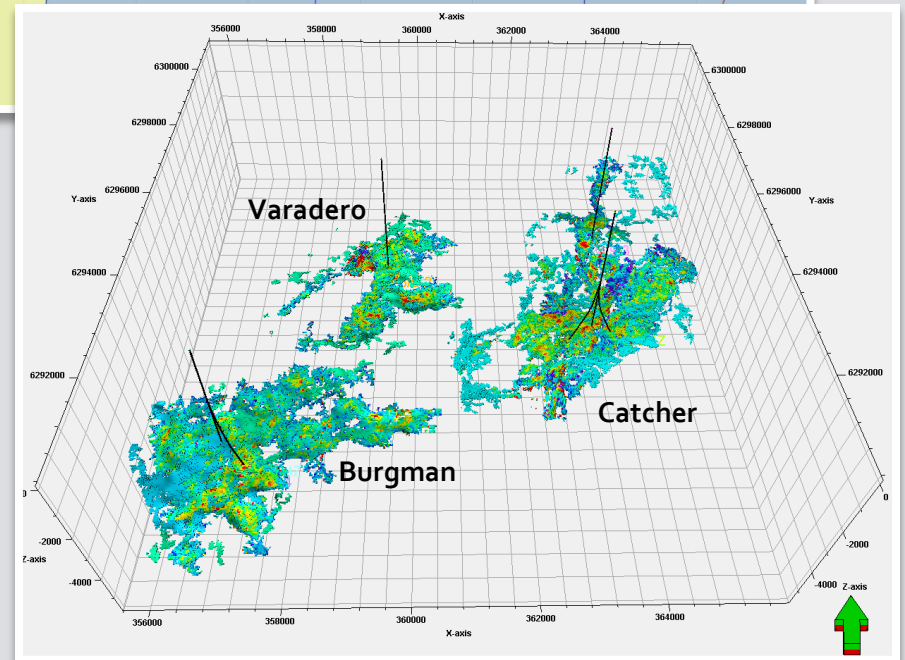 X-axis
356000 358000 360000 362000 364000
6300000 6300000
6298000 6298000
6296000 6296000
Y-axis Y-axis
Varadero
6294000 6294000
6292000 6292000
Catcher
Burgman
0
-2000 -2000
Z-axis
-4000 -4000 Z-axis
356000 358000 360000 362000 364000
X-axis